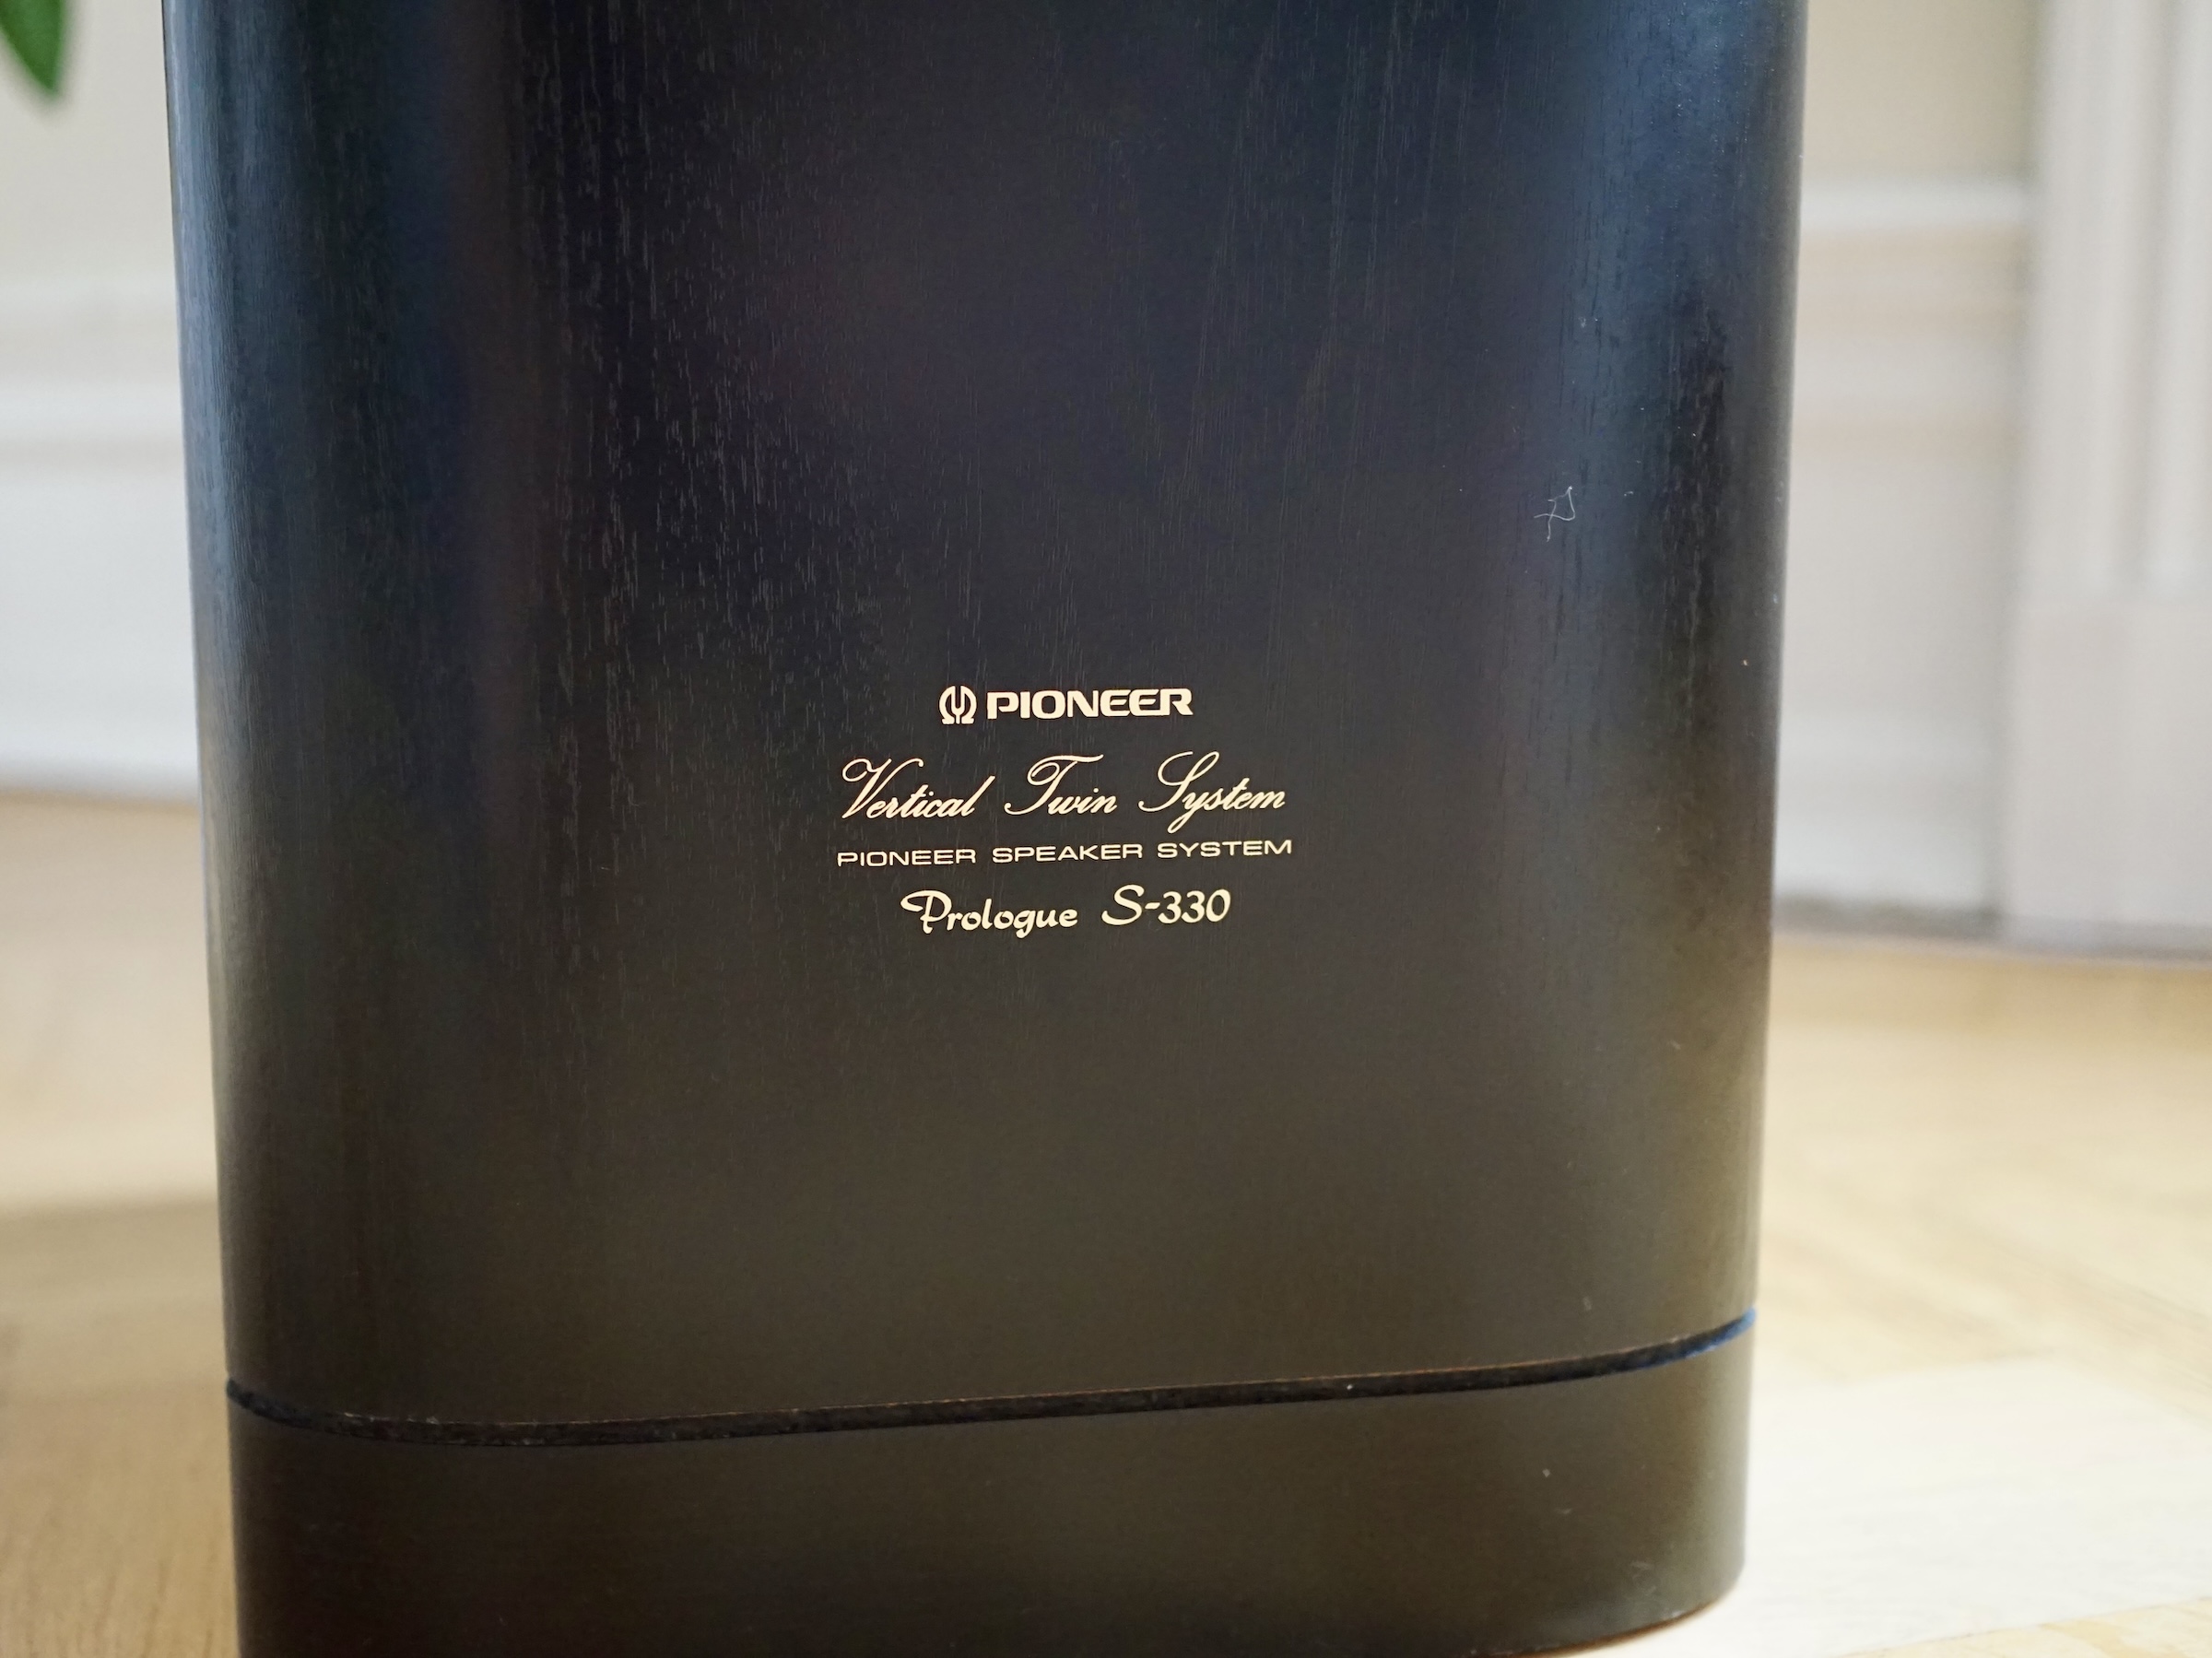 PIONEER
Vertical Twin System
PIONEER SPEAKER SYSTEM
Prologue S-330